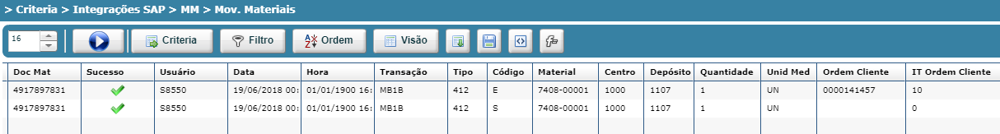 > Criteria > Integrações SAP > MM > Mov. Materiais
16 Criteria Filtro Ordem Visão
Doc Mat Sucesso Usuário Data Hora Transação Tipo Código Material Centro Depósito Quantidade Unid Med Ordem Cliente IT Ordem Cliente
4917897831 S8550 19/06/2018 00: 01/01/1900 16: MB1B 412 E 7408-00001 1000 1107 1 UN 0000141457 10
4917897831 S8550 19/06/2018 00: 01/01/1900 16: MB1B 412 S 7408-00001 1000 1107 1 UN 0